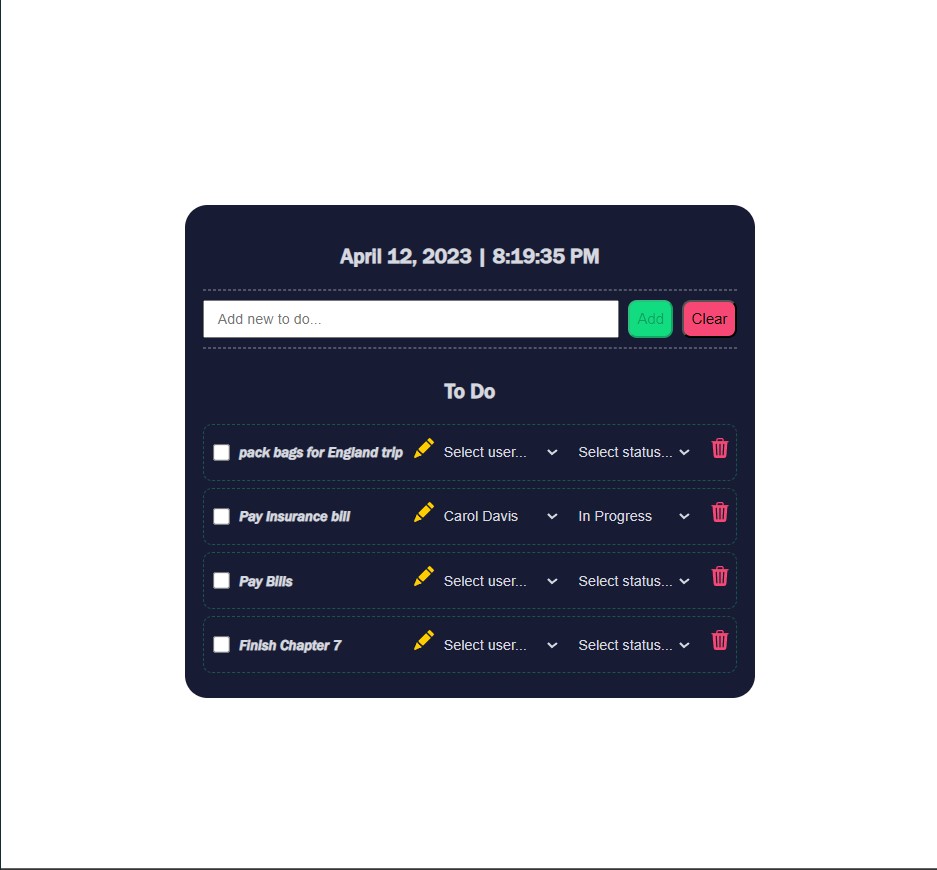 April 12, 2023 | 8:19:35 PM
Add new to do... Add Clear
To Do
pack bags for England trip Select user... Select status...
Pay Insurance bill Carol Davis In Progress
Pay Bills Select user... Select status...
Finish Chapter 7 Select user... Select status...